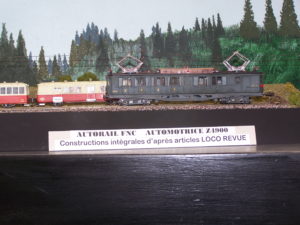 AUTORAIL FNC AUTOMOTRICE Z4900
Constructions intégrales d'après articles LOCO REVUE